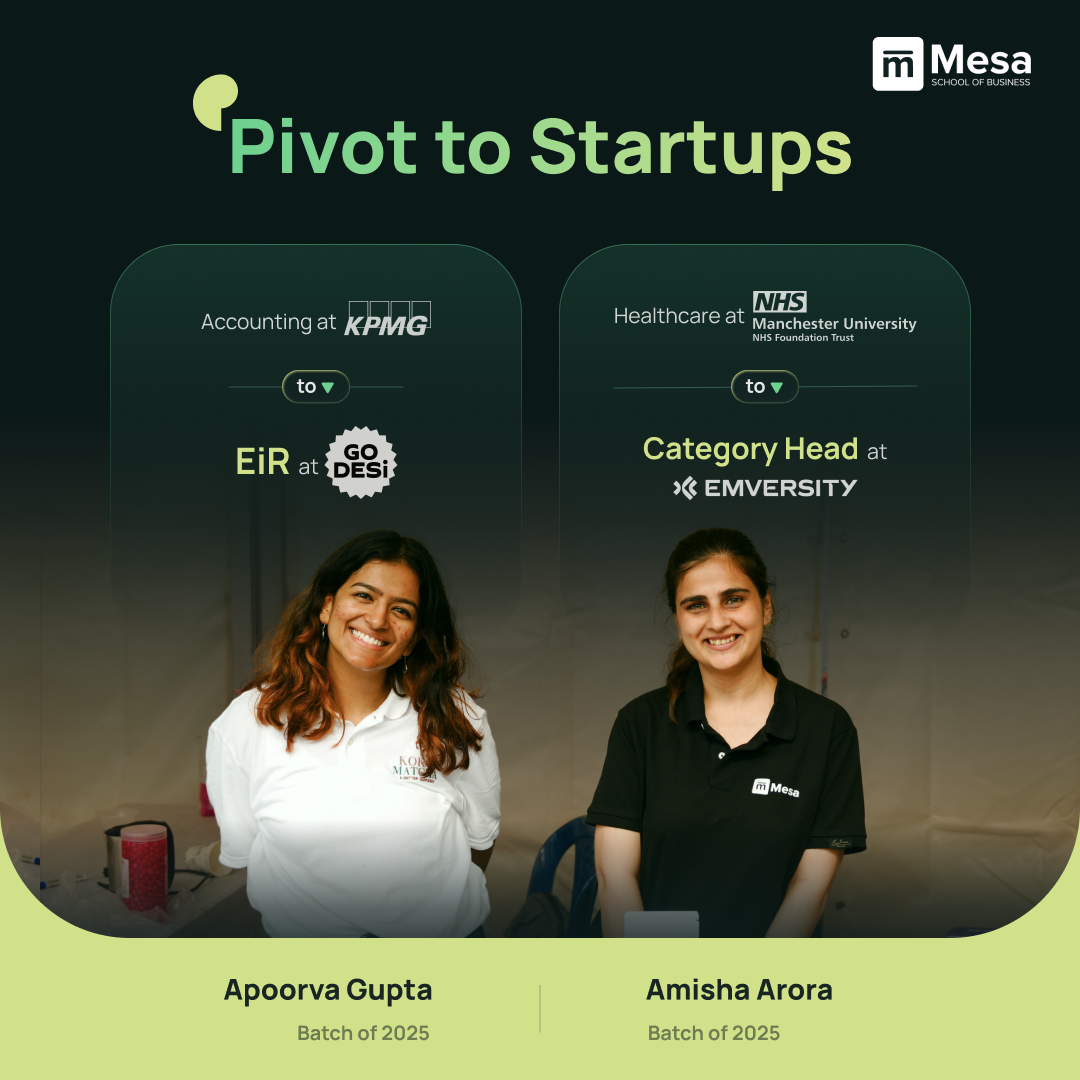 Mesa
SCHOOL OF BUSINESS
Pivot to Startups
Accounting at KPMG
to
EiR at GO DESi
Healthcare at NHS
Manchester University
NHS Foundation Trust
to
Category Head at
EMVERSITY
MATCHA
Mesa
Apoorva Gupta
Batch of 2025
Amisha Arora
Batch of 2025